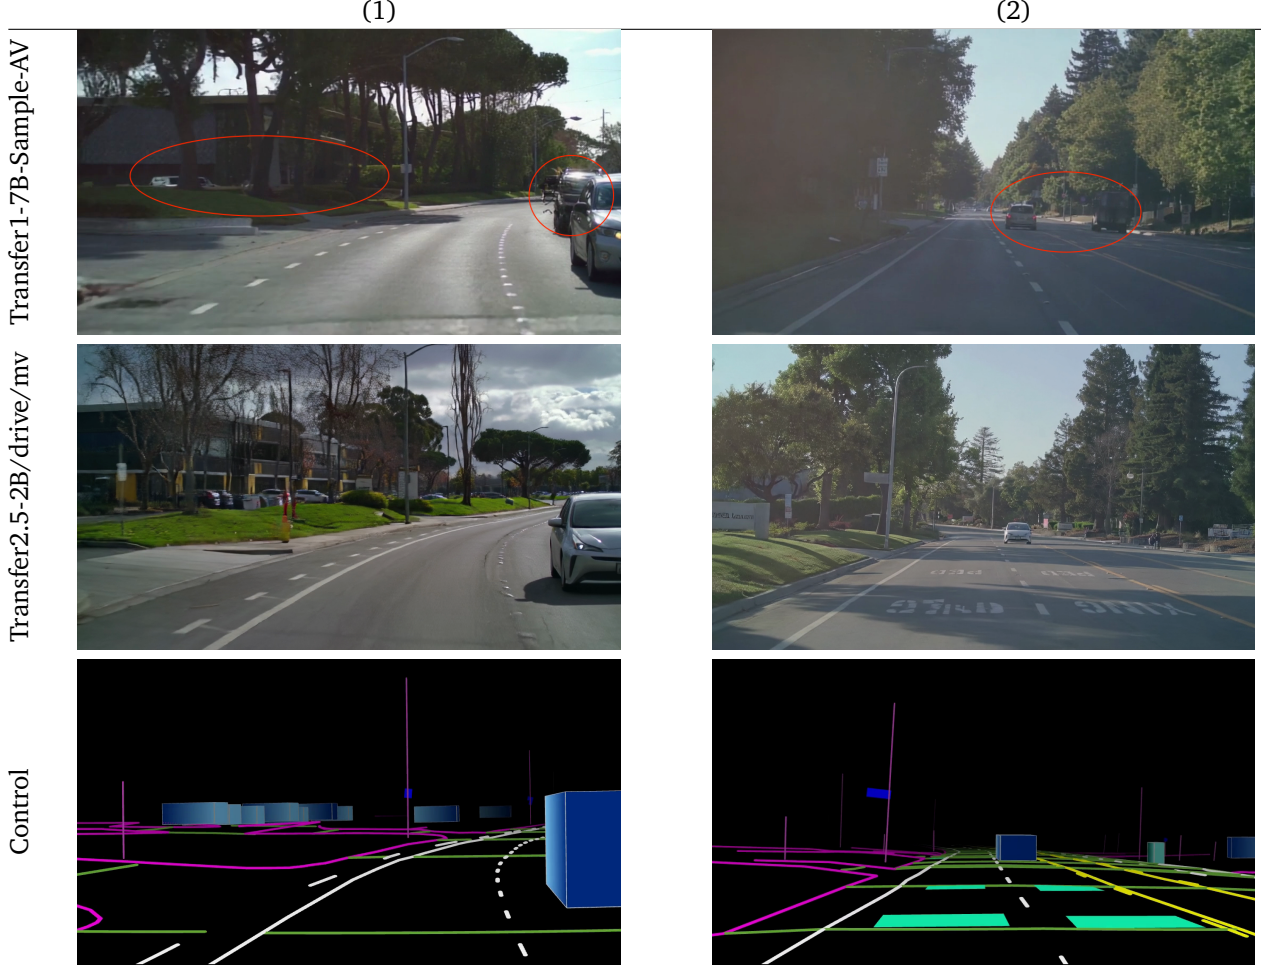 (1)
(2)
Transfer1-7B-Sample-AV
Transfer2.5-2B/drive/mv
Control